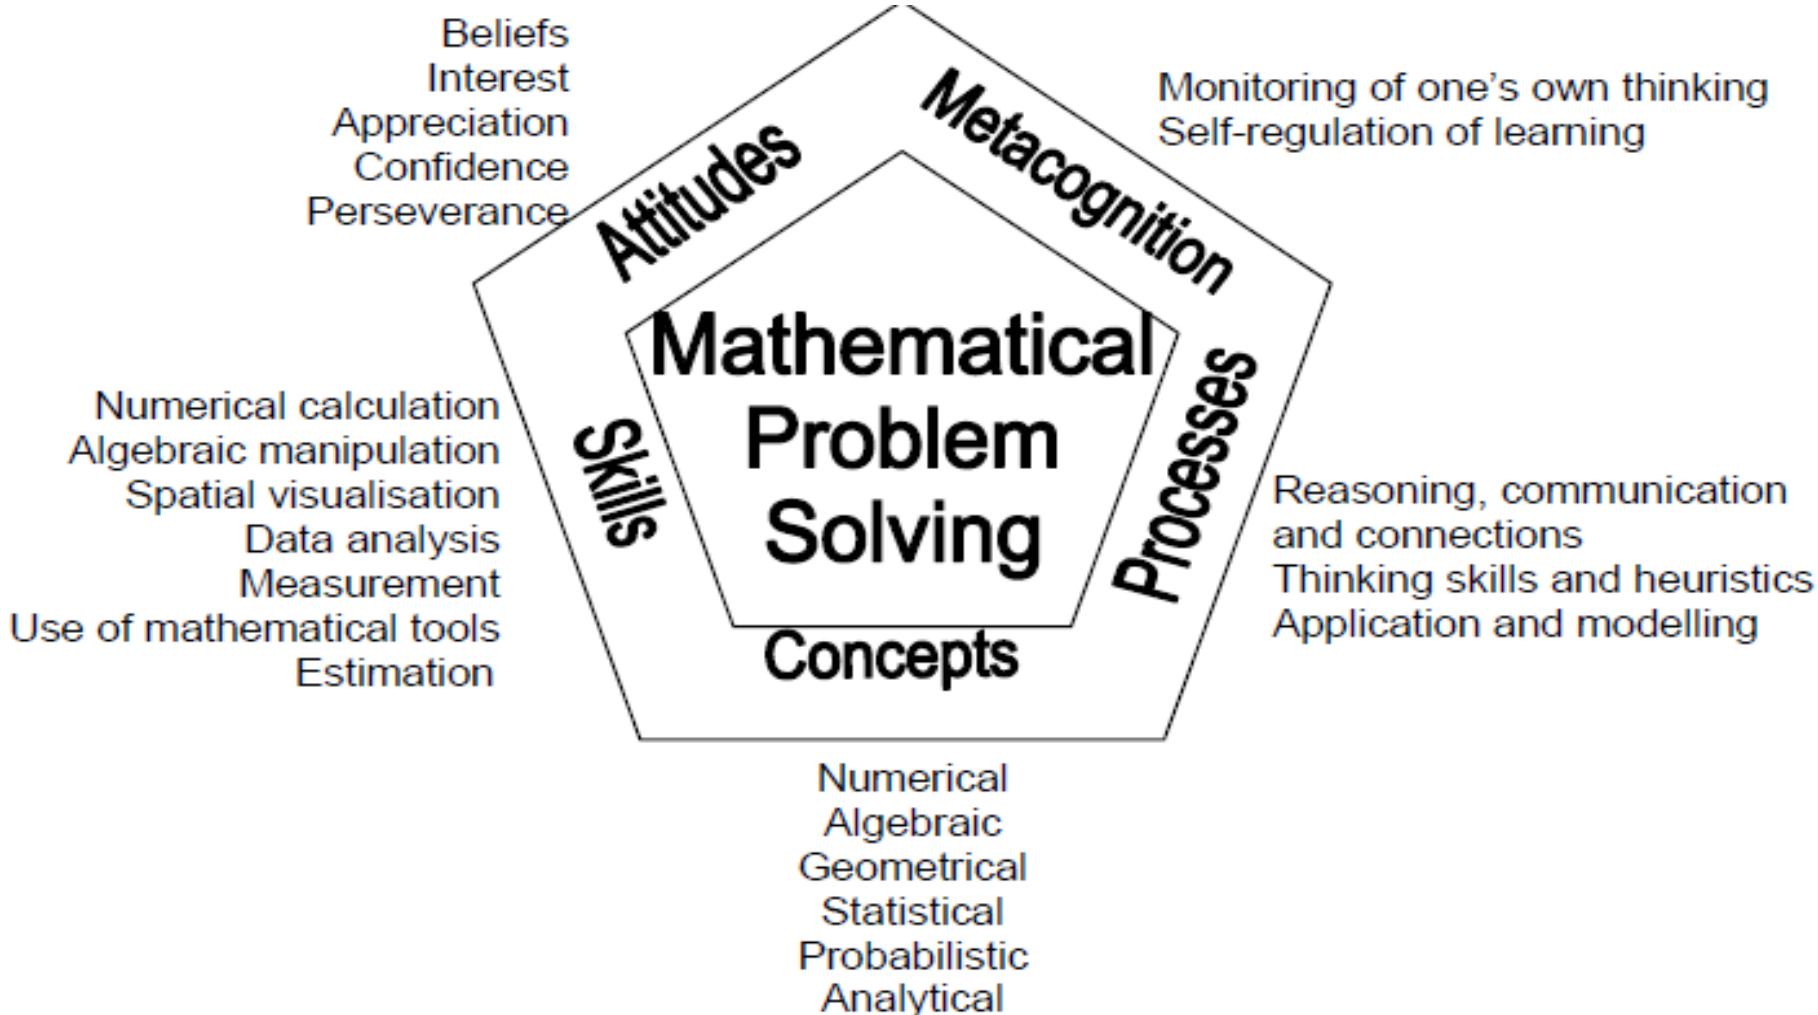 Beliefs
Interest
Appreciation
Confidence
Perseverance
Attitudes
Metacognition
Monitoring of one's own thinking
Self-regulation of learning
Mathematical
Problem
Solving
Skills
Numerical calculation
Algebraic manipulation
Spatial visualisation
Data analysis
Measurement
Use of mathematical tools
Estimation
Processes
Reasoning, communication
and connections
Thinking skills and heuristics
Application and modelling
Concepts
Numerical
Algebraic
Geometrical
Statistical
Probabilistic
Analytical